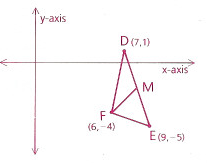 y-axis
D (7,1)
x-axis
M
F
(6,-4)
E (9,-5)